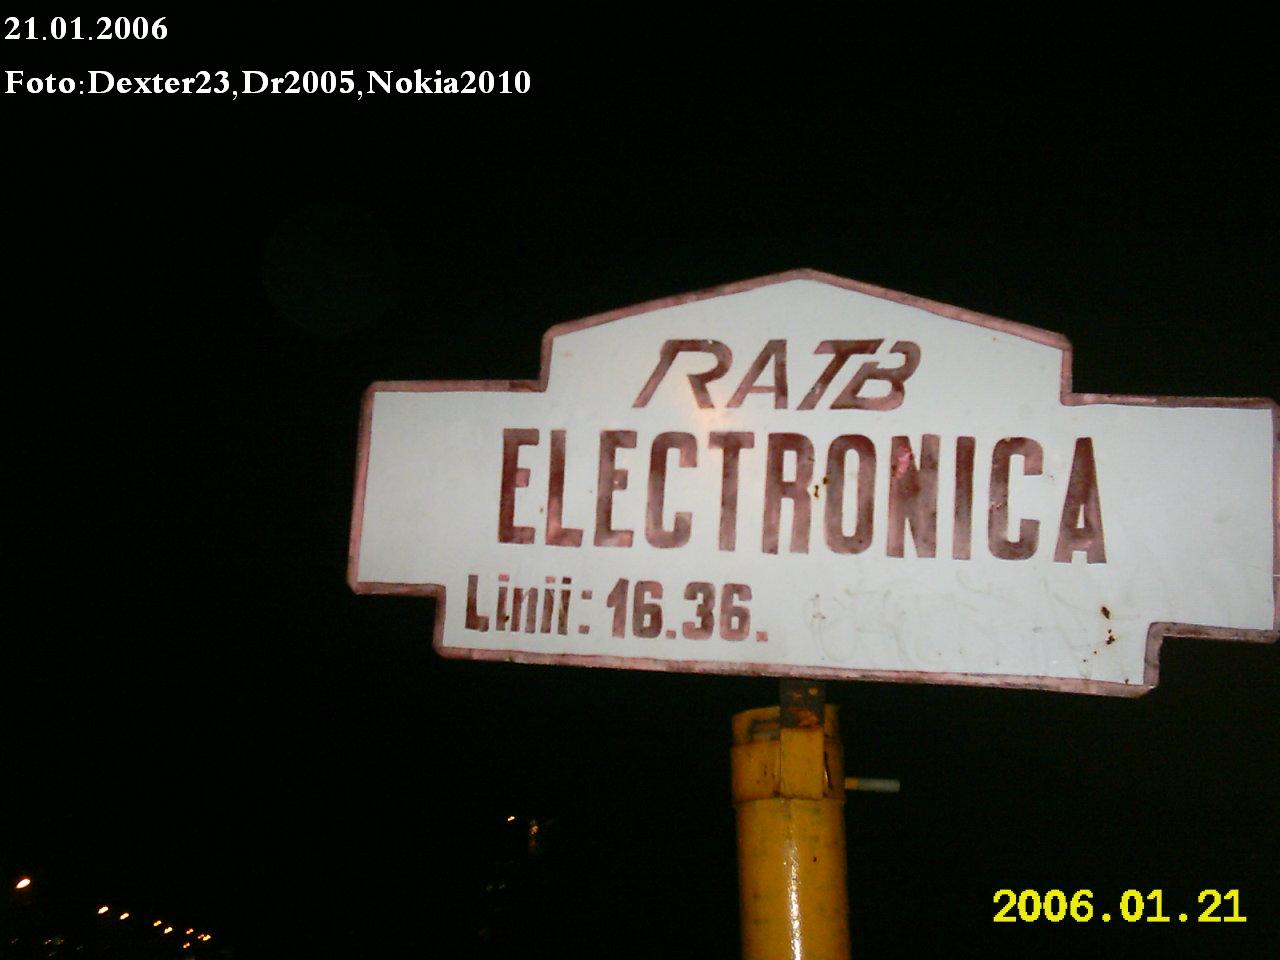 21.01.2006
Foto:Dexter23,Dr2005,Nokia2010
RATB
ELECTRONICA
Linii: 16.36.
2006.01.21